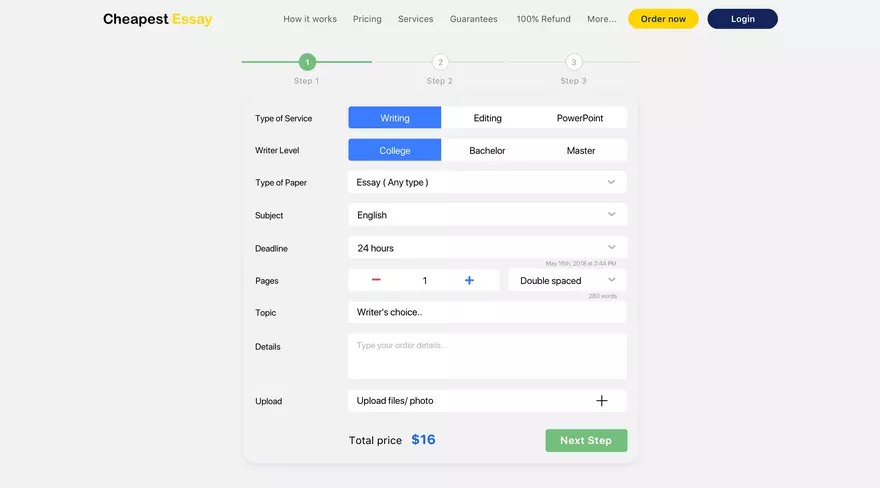 Cheapest Essay How it works Pricing Services Guarantees 100% Refund More... Order now Login
1 2 3
Step 1 Step 2 Step 3
Type of Service Writing Editing PowerPoint
Writer Level College Bachelor Master
Type of Paper Essay ( Any type )
Subject English
Deadline 24 hours
May 16th, 2018 at 2:44 PM
Pages 1 Double spaced
280 words
Topic Writer's choice..
Details Type your order details...
Upload Upload files/ photo
Total price $16 Next Step